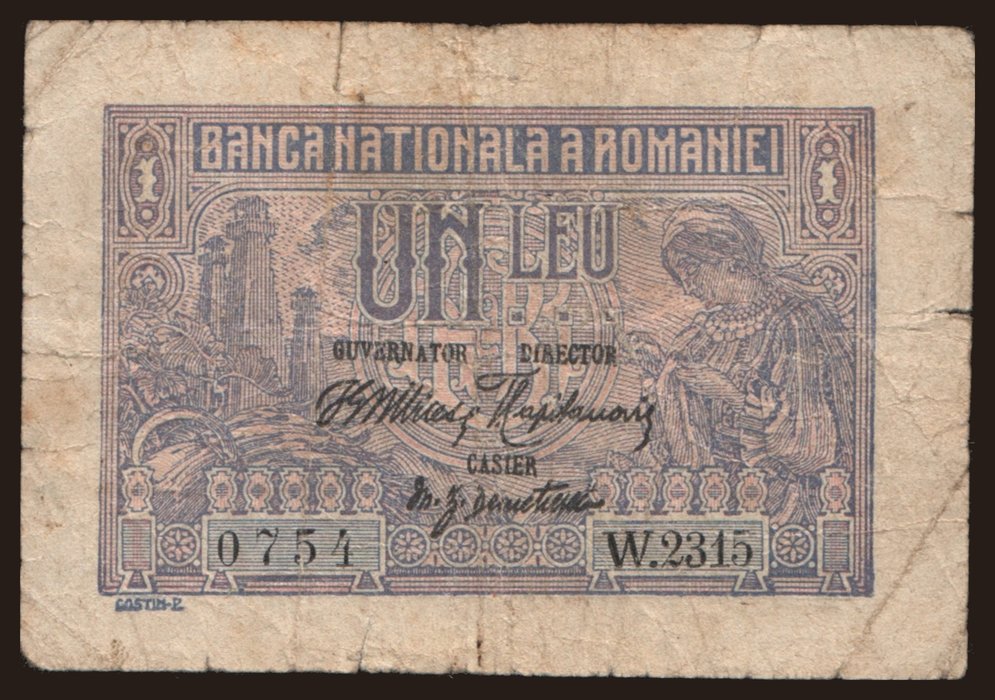 BANCA NATIONALA A ROMANIEI
1 1
UN LEU
GUVERNATOR DIRECTOR
CASIER
0754 W.2315
COSTIN-P.